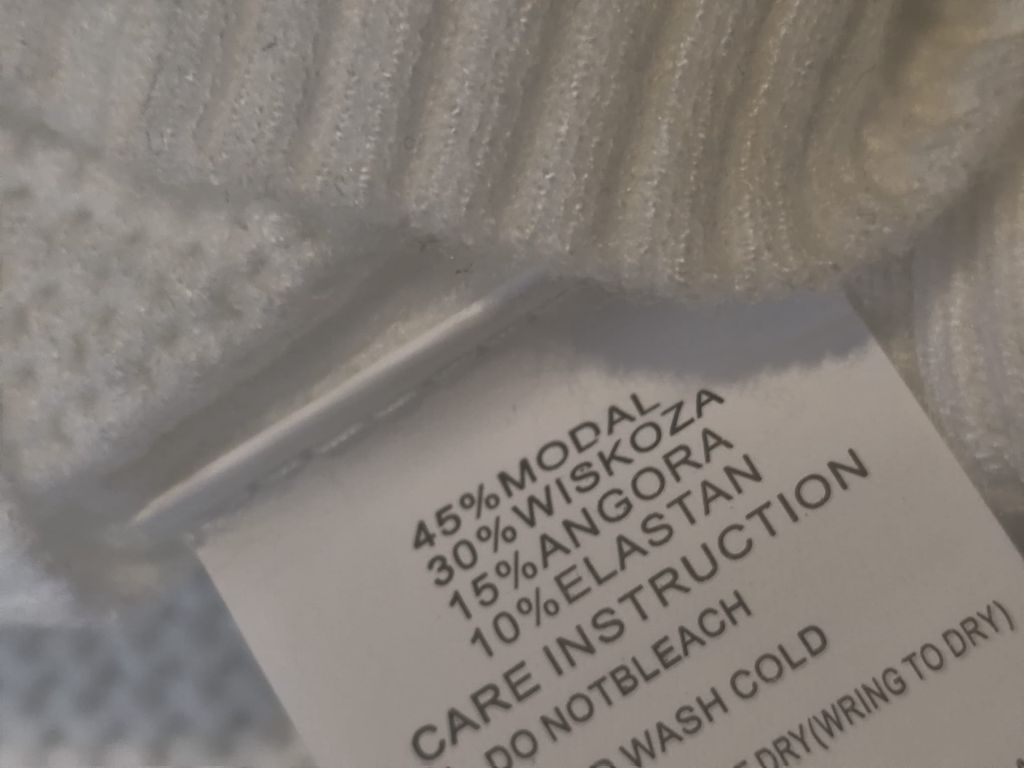 45%MODAL
30%WISKOZA
15%ANGORA
10%ELASTAN
CARE INSTRUCTION
DO NOTBLEACH
WASH COLD
DRY(WRING TO DRY)